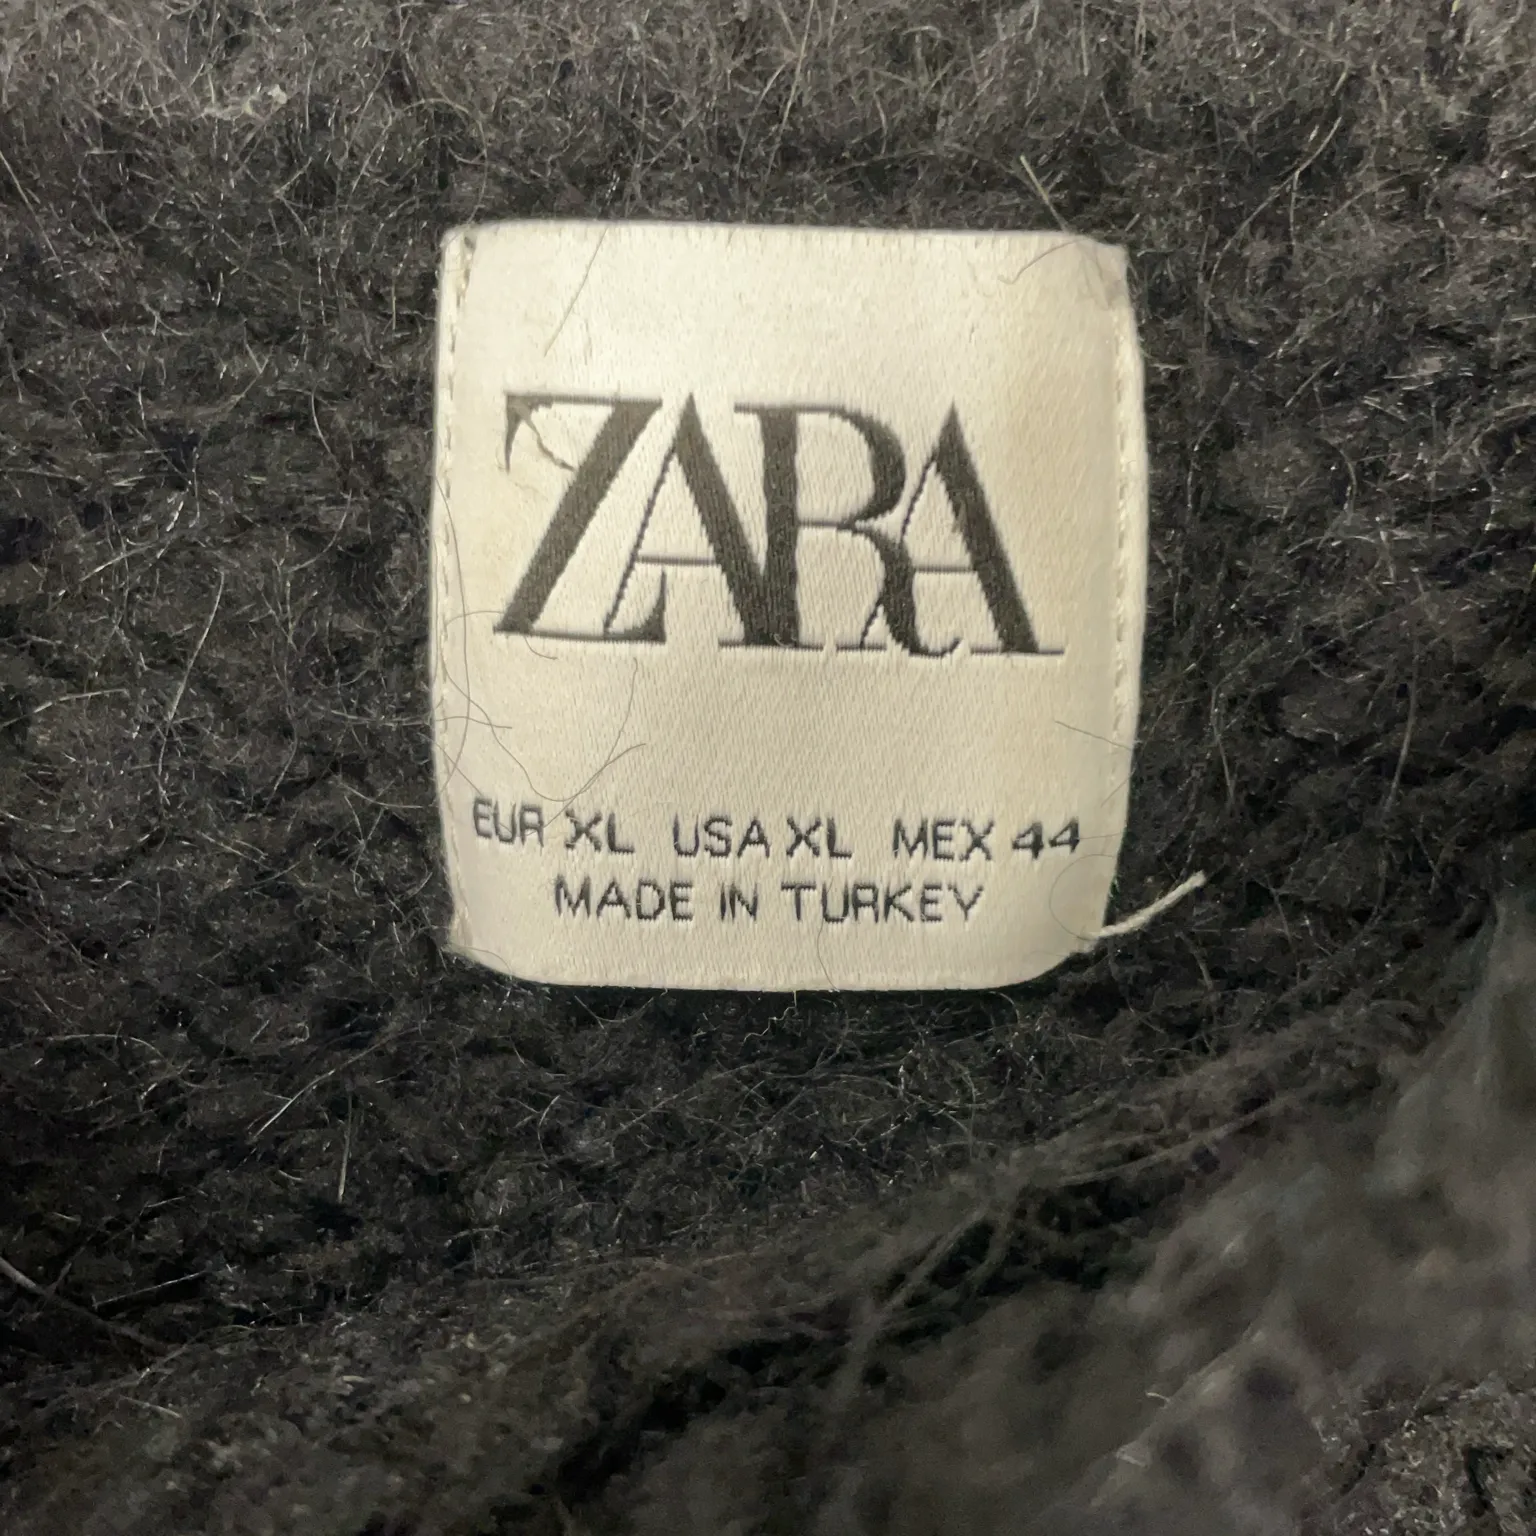 ZARA
EUR XL USA XL MEX 44
MADE IN TURKEY